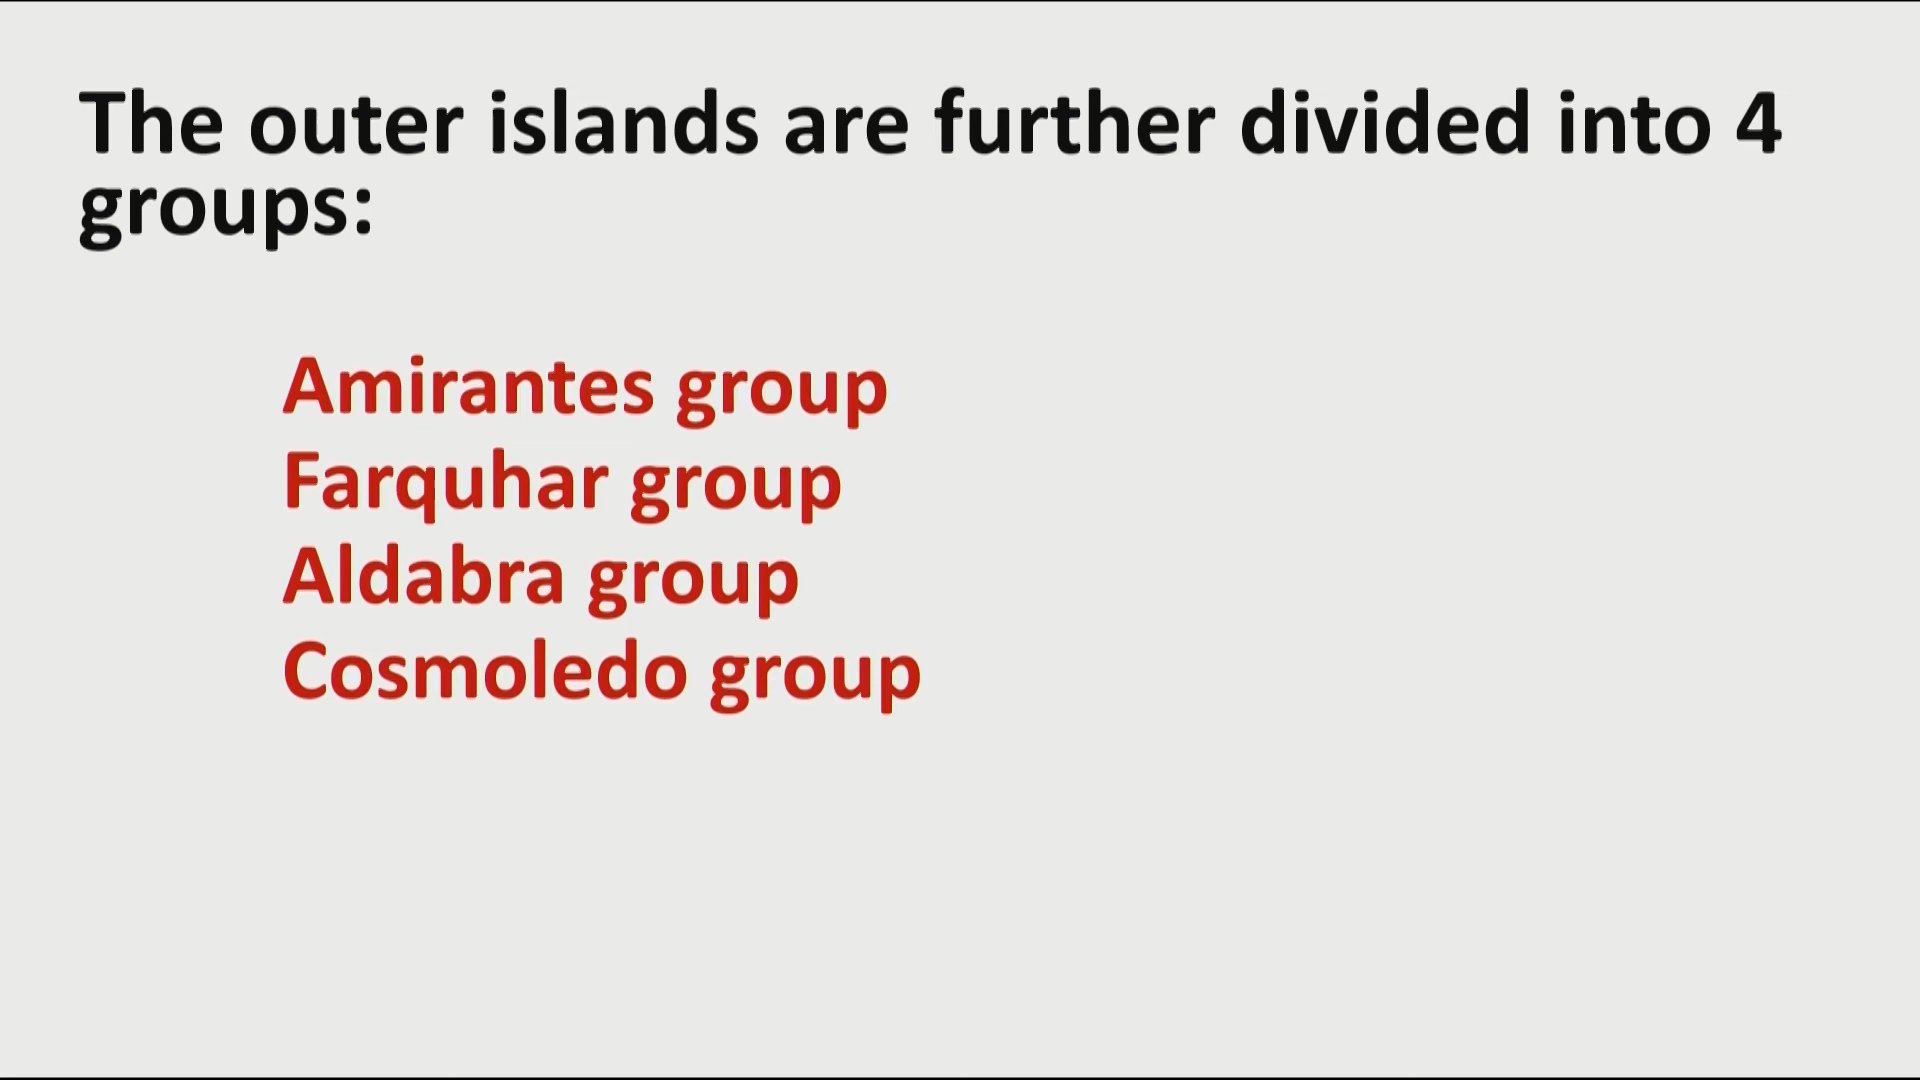 The outer islands are further divided into 4
groups:
Amirantes group
Farquhar group
Aldabra group
Cosmoledo group